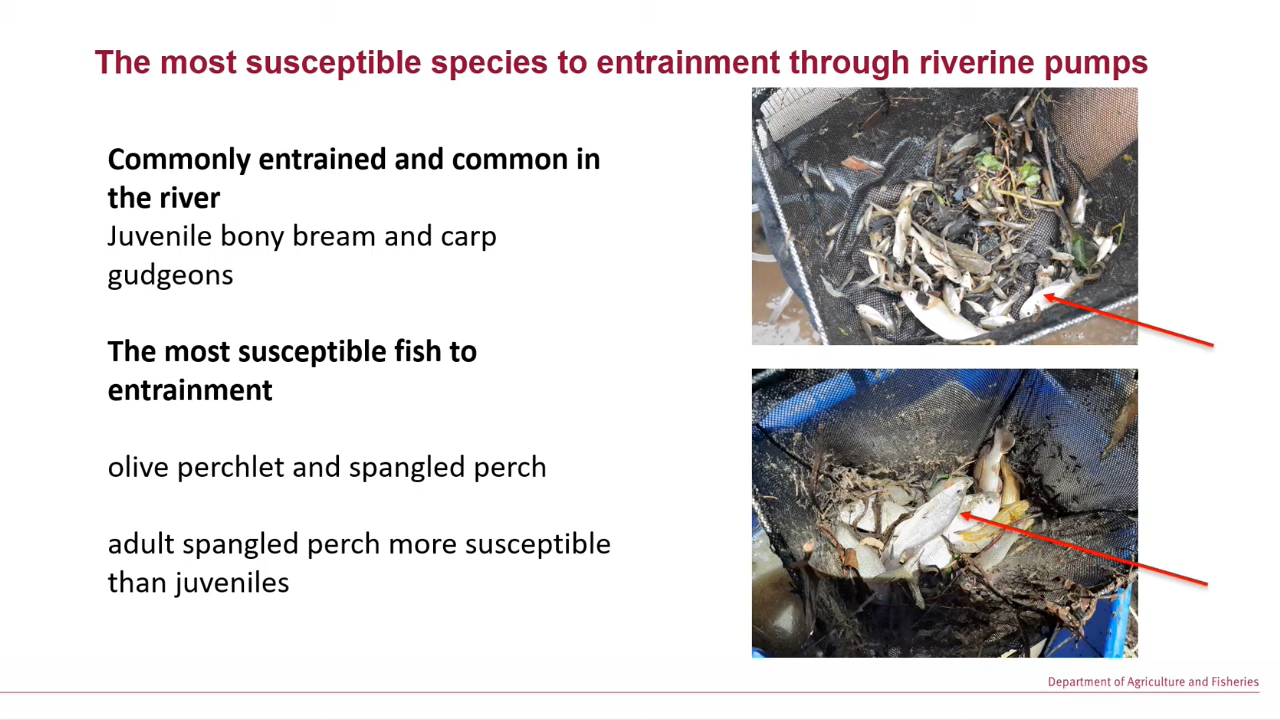 The most susceptible species to entrainment through riverine pumps
Commonly entrained and common in
the river
Juvenile bony bream and carp
gudgeons
The most susceptible fish to
entrainment
olive perchlet and spangled perch
adult spangled perch more susceptible
than juveniles
Department of Agriculture and Fisheries